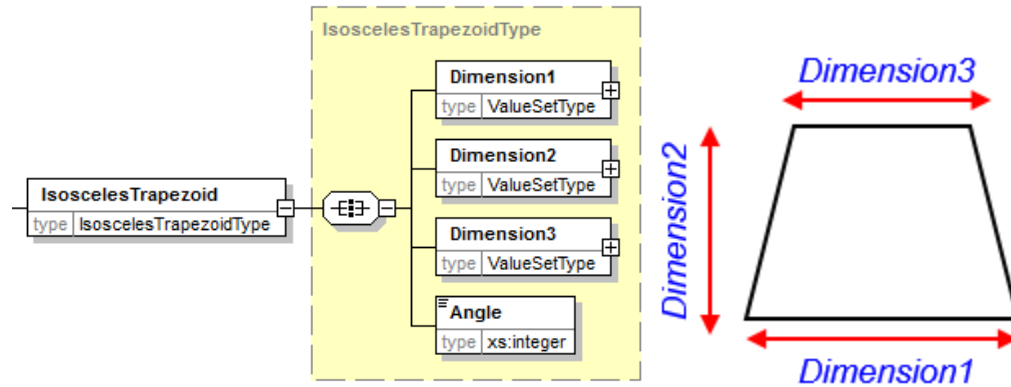 IsoscelesTrapezoidType
Dimension1
type ValueSetType
Dimension2
type ValueSetType
IsoscelesTrapezoid
type IsoscelesTrapezoidType
Dimension3
type ValueSetType
Angle
type xs:integer
Dimension3
Dimension2
Dimension1